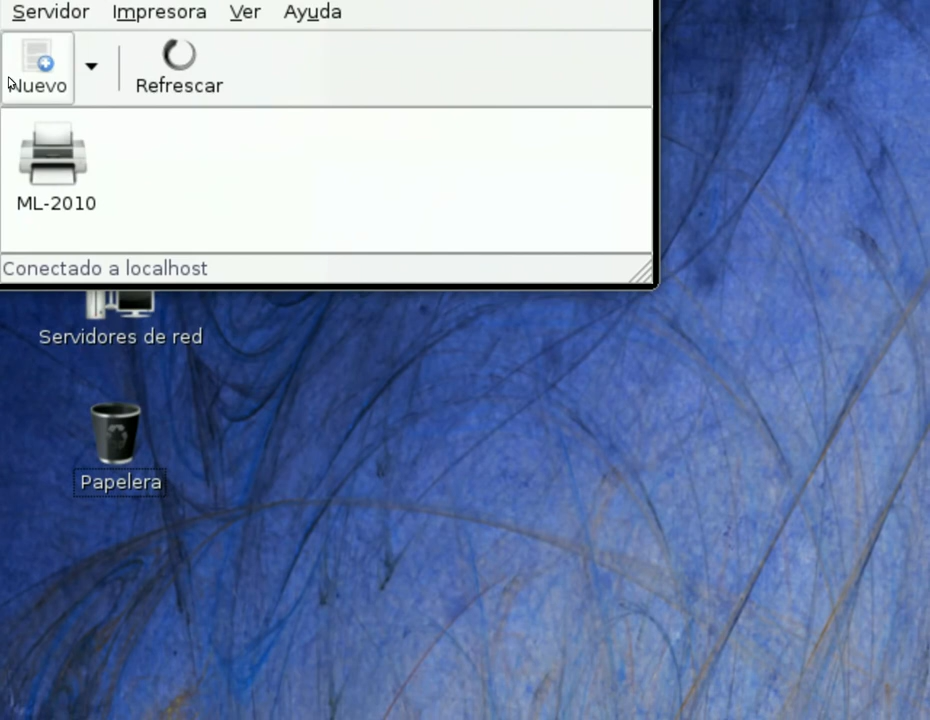 Servidor Impresora Ver Ayuda
Nuevo Refrescar
ML-2010
Conectado a localhost
Servidores de red
Papelera